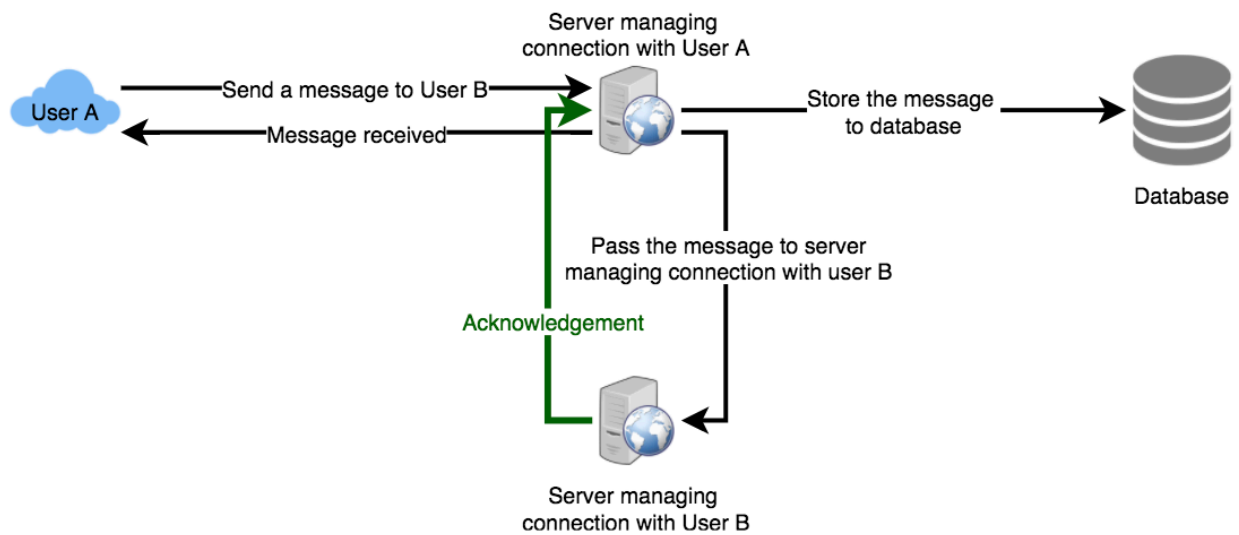 Server managing
connection with User A
User A
Send a message to User B
Message received
Store the message
to database
Database
Pass the message to server
managing connection with user B
Acknowledgement
Server managing
connection with User B